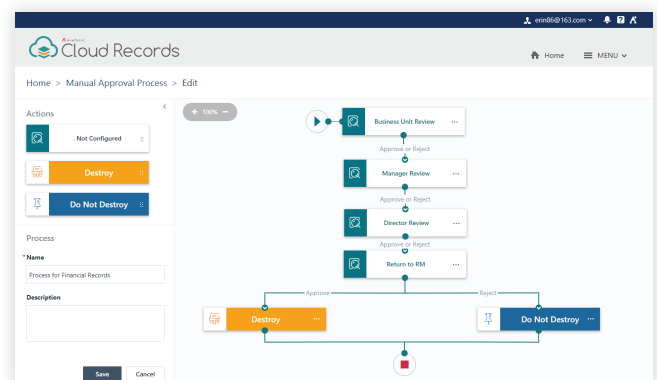 erin86@163.com
Cloud Records
Home
MENU
Home > Manual Approval Process > Edit
Actions
Not Configured
Destroy
Do Not Destroy
Process
*Name
Process for Financial Records
Description
Save
Cancel
+ 100% −
Business Unit Review ...
Approve or Reject
Manager Review ...
Approve or Reject
Director Review ...
Approve or Reject
Return to RM ...
Approve
Reject
Destroy ...
Do Not Destroy ...